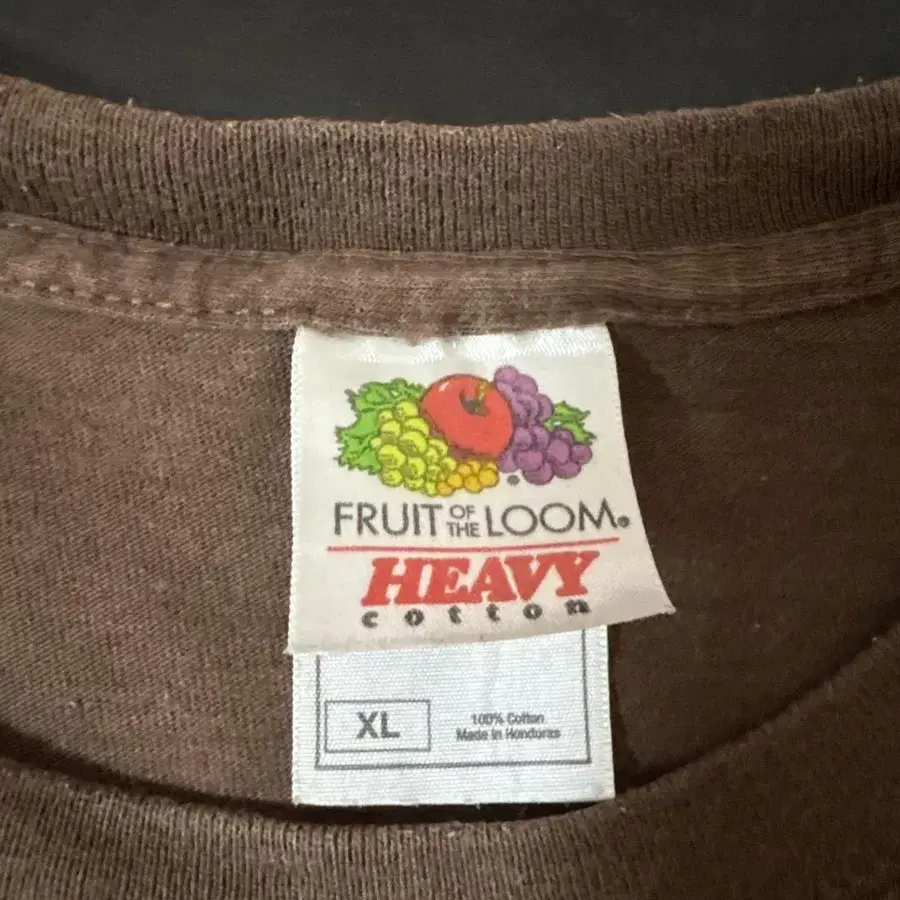 FRUIT OF THE LOOM®
HEAVY
cotton
XL
100% Cotton
Made in Honduras